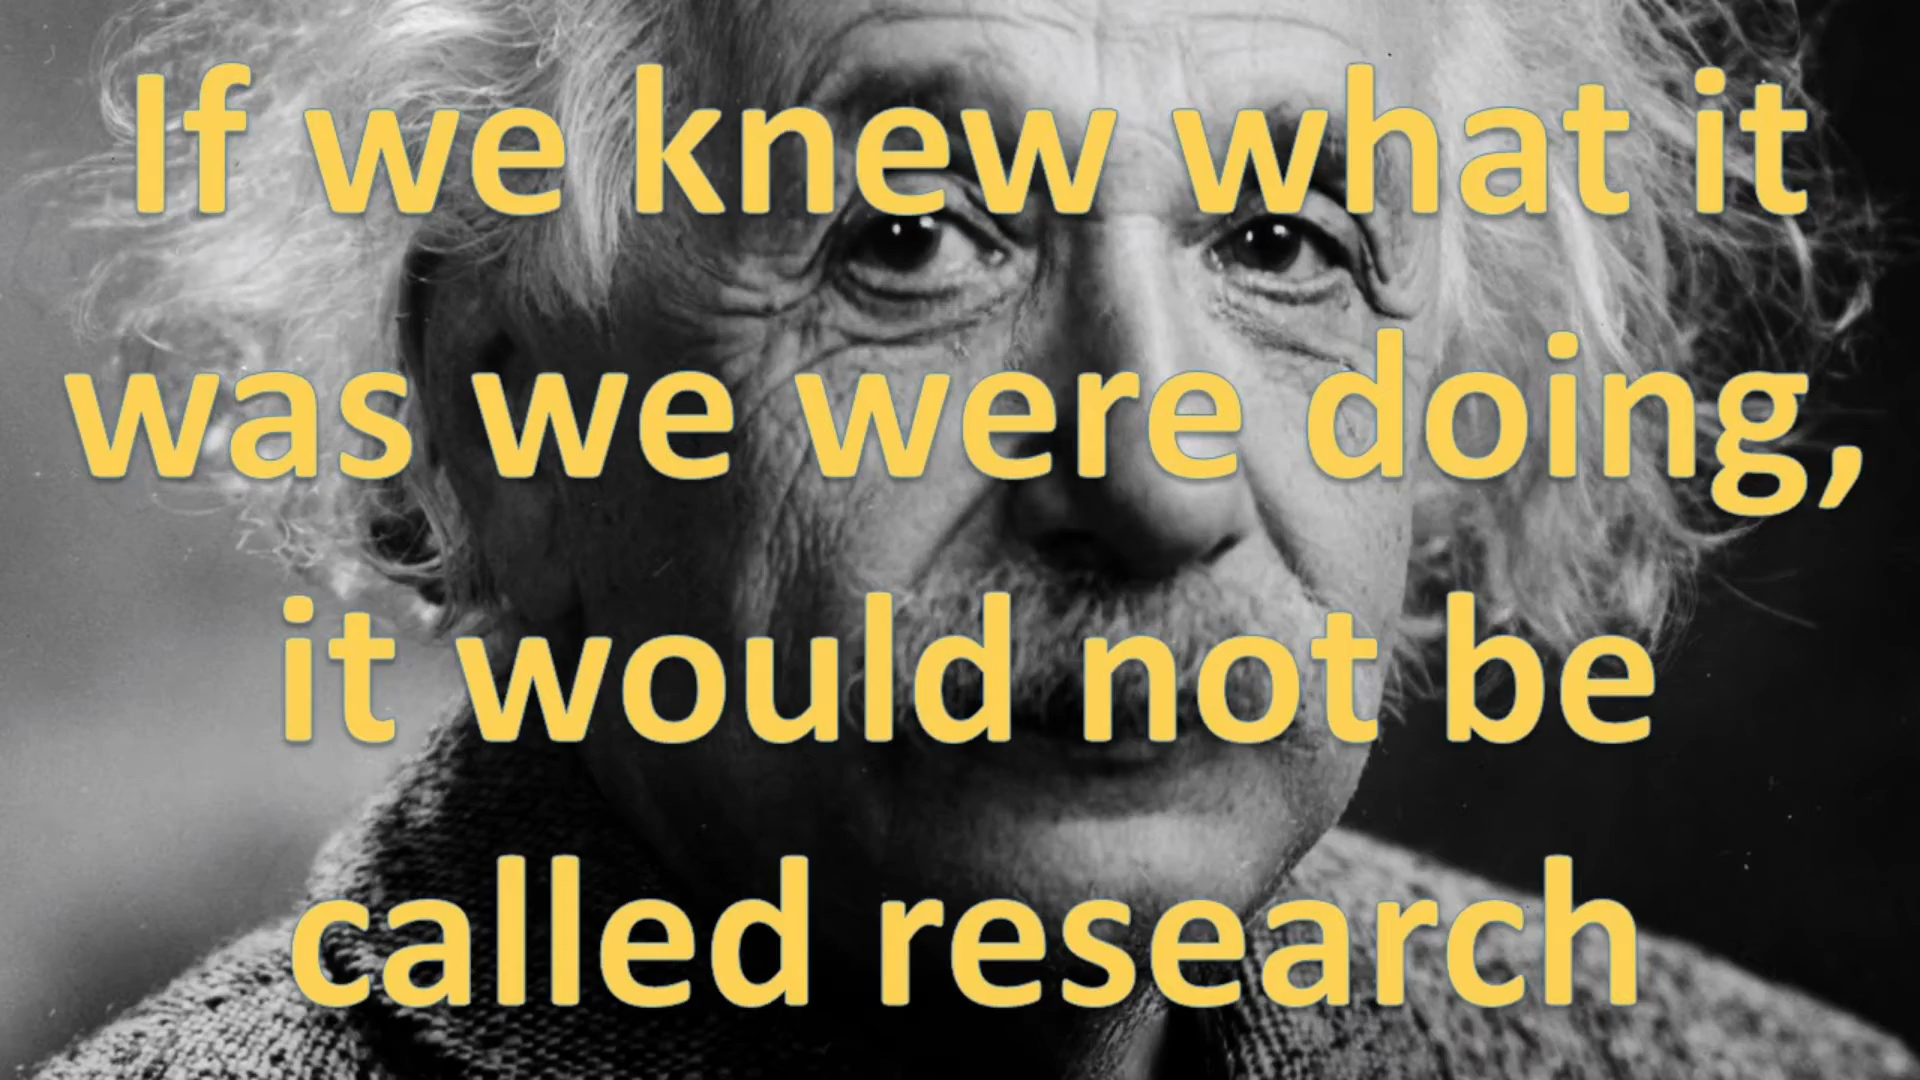 If we knew what it
was we were doing,
it would not be
called research